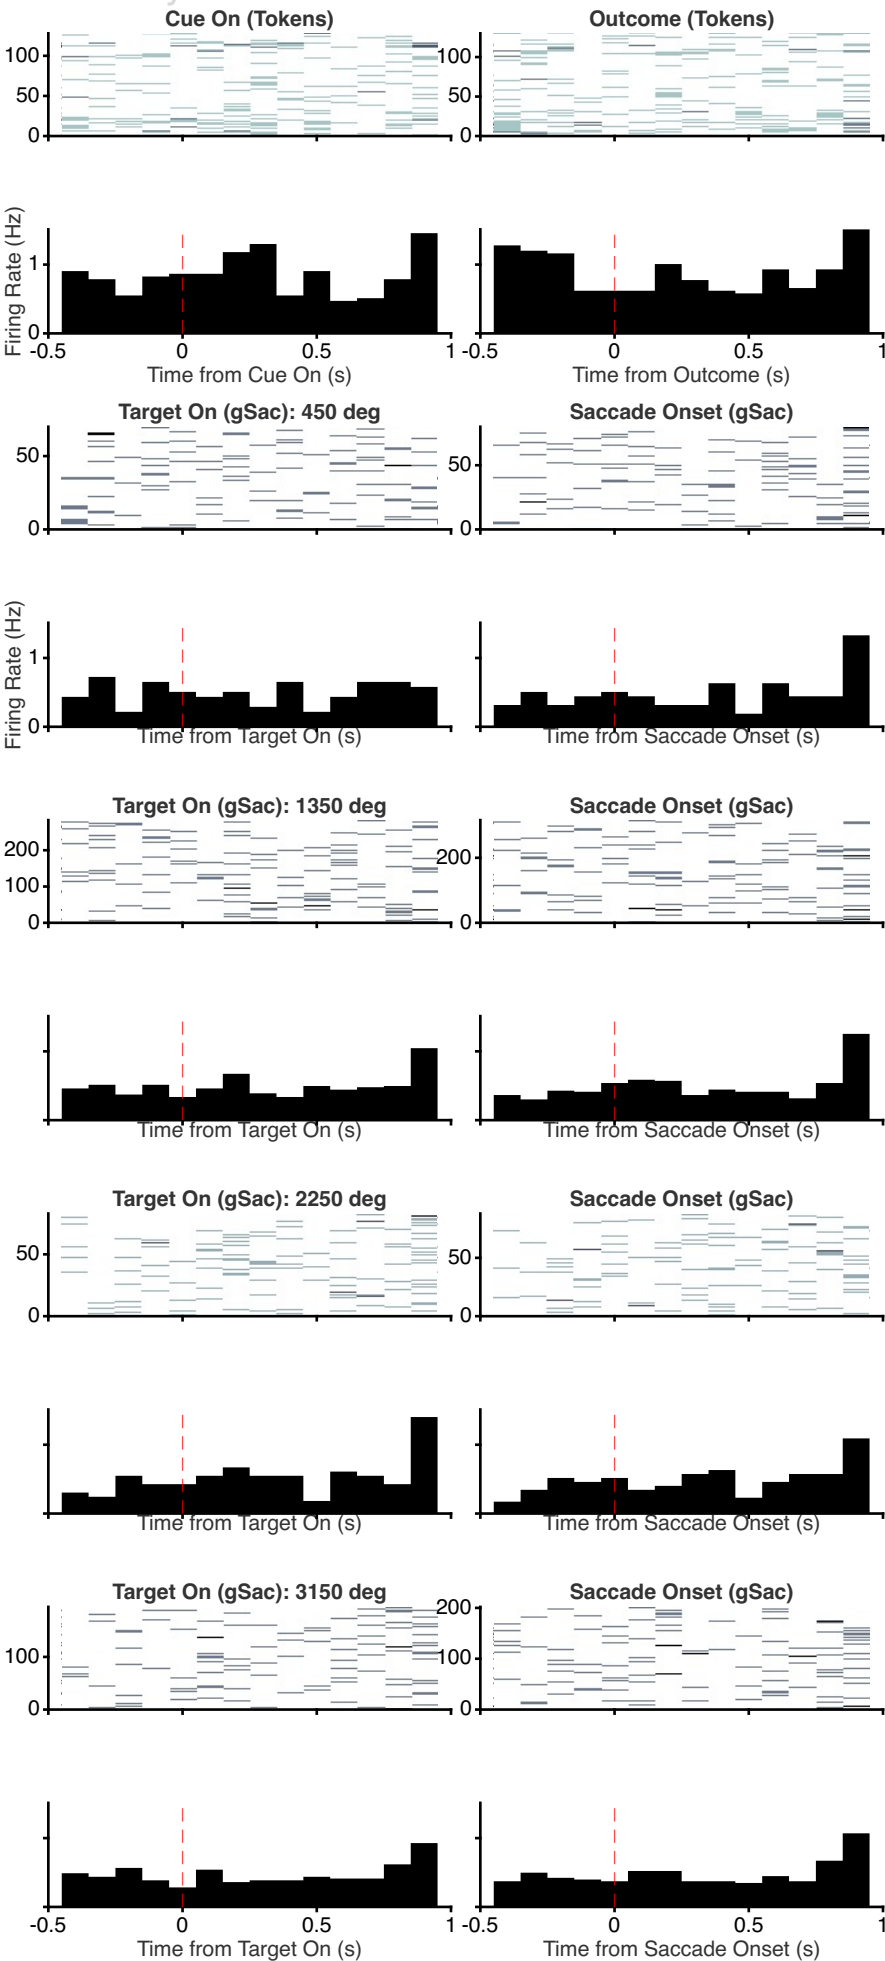 Cue On (Tokens) Outcome (Tokens)
100 100
50 50
0 0
Firing Rate (Hz)
1
0
-0.5 0 0.5 1 -0.5 0 0.5 1
Time from Cue On (s) Time from Outcome (s)
Target On (gSac): 450 deg Saccade Onset (gSac)
50 50
0 0
Firing Rate (Hz)
1
0
Time from Target On (s) Time from Saccade Onset (s)
Target On (gSac): 1350 deg Saccade Onset (gSac)
200 200
100
0 0
Time from Target On (s) Time from Saccade Onset (s)
Target On (gSac): 2250 deg Saccade Onset (gSac)
50 50
0 0
Time from Target On (s) Time from Saccade Onset (s)
Target On (gSac): 3150 deg Saccade Onset (gSac)
200
100 100
0 0
-0.5 0 0.5 1 -0.5 0 0.5 1
Time from Target On (s) Time from Saccade Onset (s)